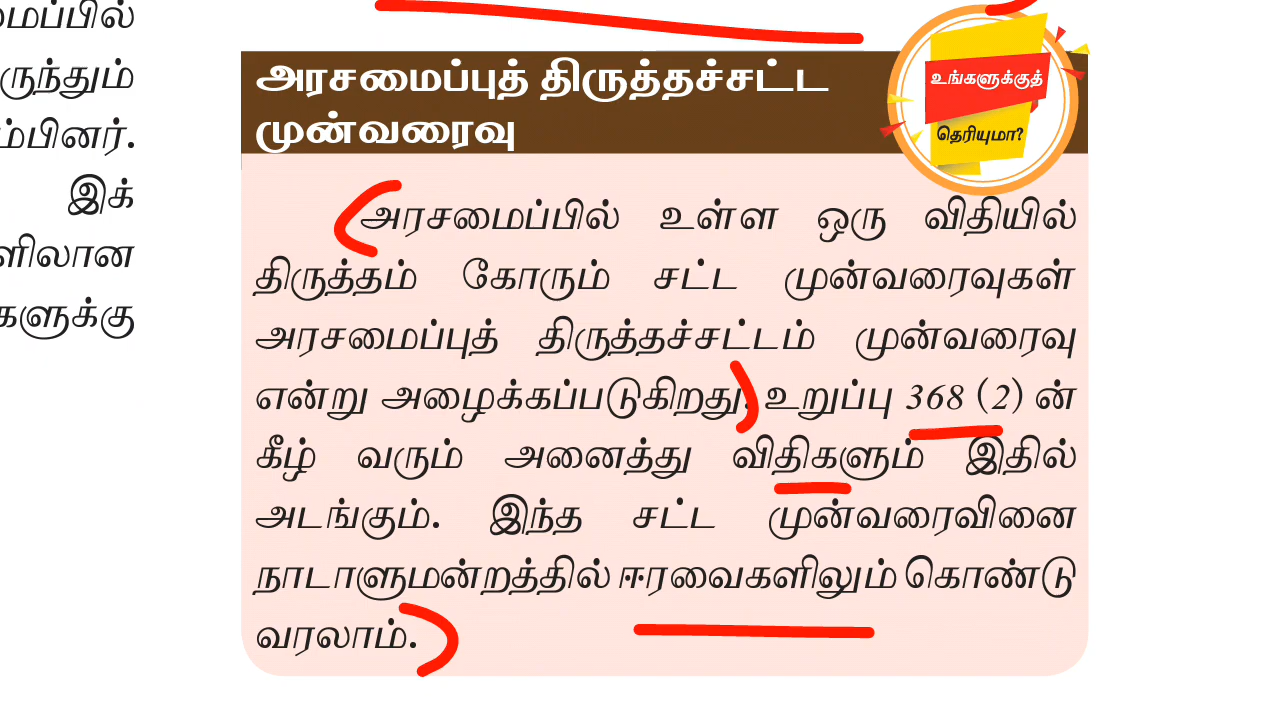 மைப்பில்
ருந்தும்
ம்பினர்.
இக்
ளிலான
களுக்கு
அரசமைப்புத் திருத்தச்சட்ட
முன்வரைவு
உங்களுக்குத்
தெரியுமா?
அரசமைப்பில் உள்ள ஒரு விதியில்
திருத்தம் கோரும் சட்ட முன்வரைவுகள்
அரசமைப்புத் திருத்தச்சட்டம் முன்வரைவு
என்று அழைக்கப்படுகிறது. உறுப்பு 368 (2) ன்
கீழ் வரும் அனைத்து விதிகளும் இதில்
அடங்கும். இந்த சட்ட முன்வரைவினை
நாடாளுமன்றத்தில் ஈரவைகளிலும் கொண்டு
வரலாம்.